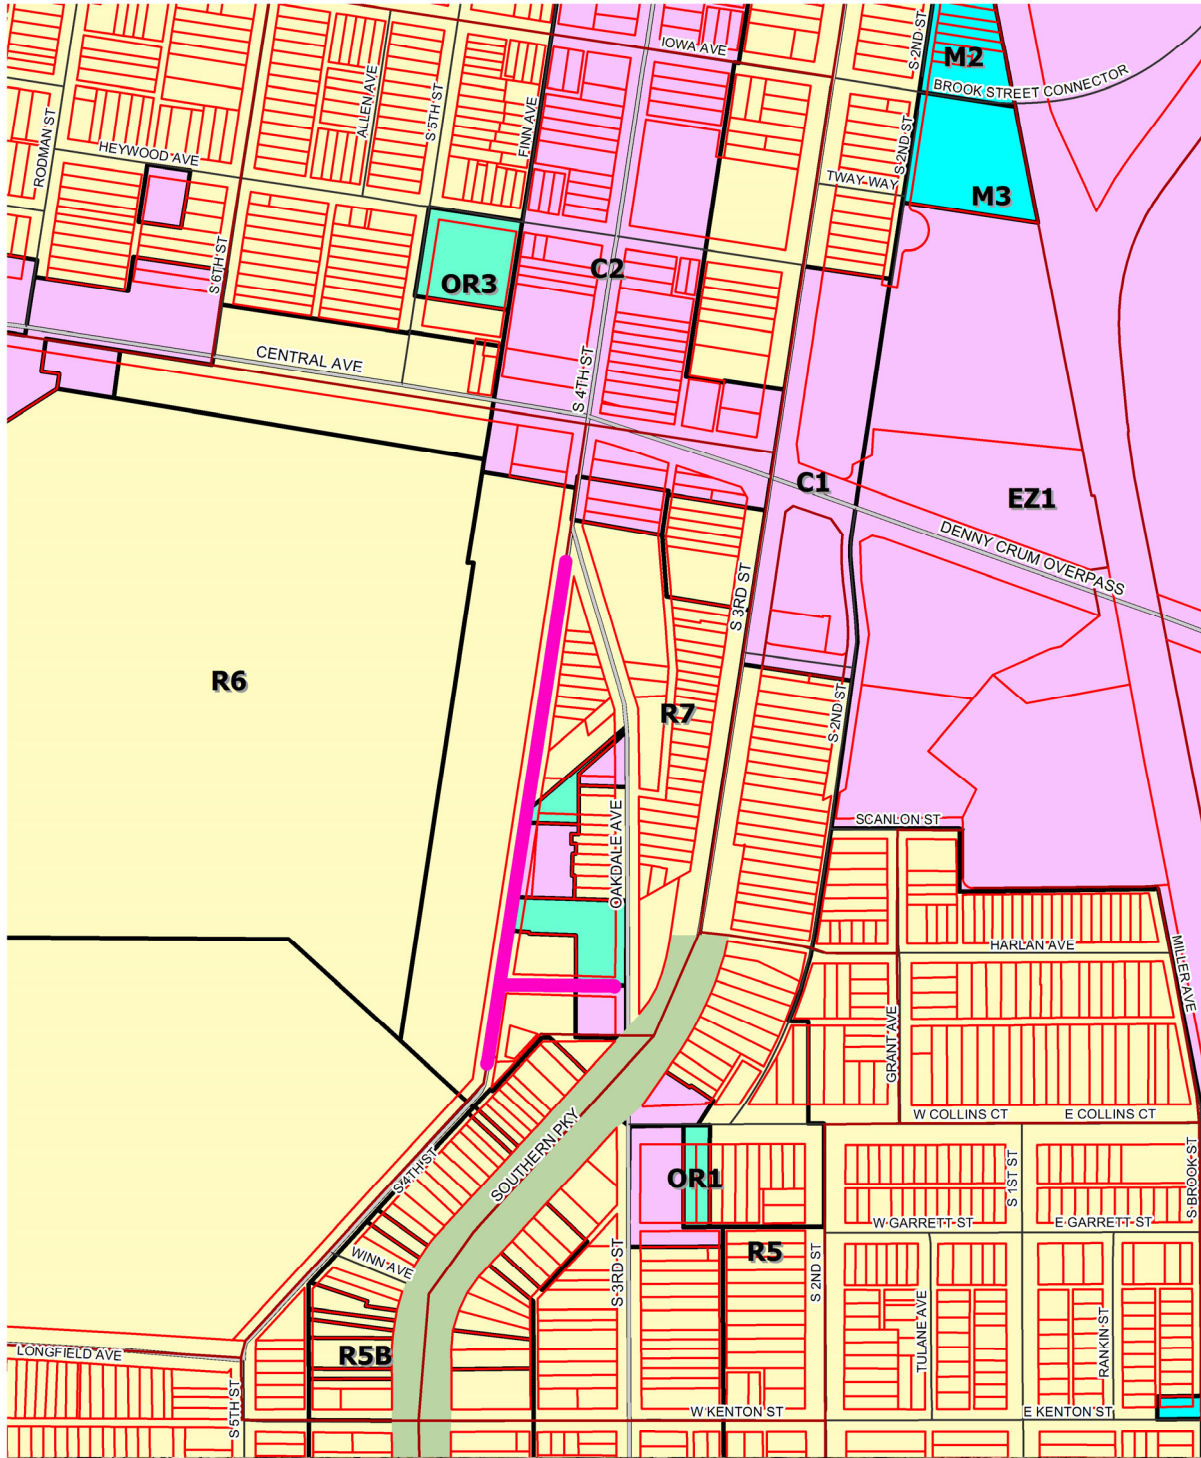 IOWA AVE
S 2ND ST
M2
BROOK STREET CONNECTOR
ALLEN AVE
S 5TH ST
FINN AVE
RODMAN ST
HEYWOOD AVE
S 2ND ST
TWAY WAY
M3
S 6TH ST
OR3
C2
CENTRAL AVE
S 4TH ST
C1
EZ1
DENNY CRUM OVERPASS
S 3RD ST
R6
R7
S 2ND ST
SCANLON ST
OAKDALE AVE
HARLAN AVE
MILLER AVE
GRANT AVE
W COLLINS CT
E COLLINS CT
SOUTHERN PKY
S 4TH ST
OR1
S 1ST ST
S BROOK ST
W GARRETT ST
E GARRETT ST
WINN AVE
S 3RD ST
R5
S 2ND ST
TULANE AVE
RANKIN ST
LONGFIELD AVE
R5B
S 5TH ST
W KENTON ST
E KENTON ST